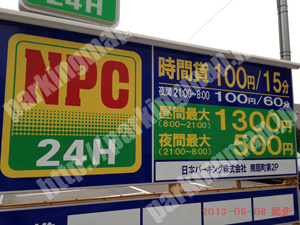 24H
NPC
24H
時間貸 100円/15分
夜間 21:00~8:00 100円/60分
昼間最大 1300円
(8:00~21:00)
夜間最大 500円
(21:00~8:00)
日本パーキング株式会社 南扇町第2P
2013-06-08 撮影